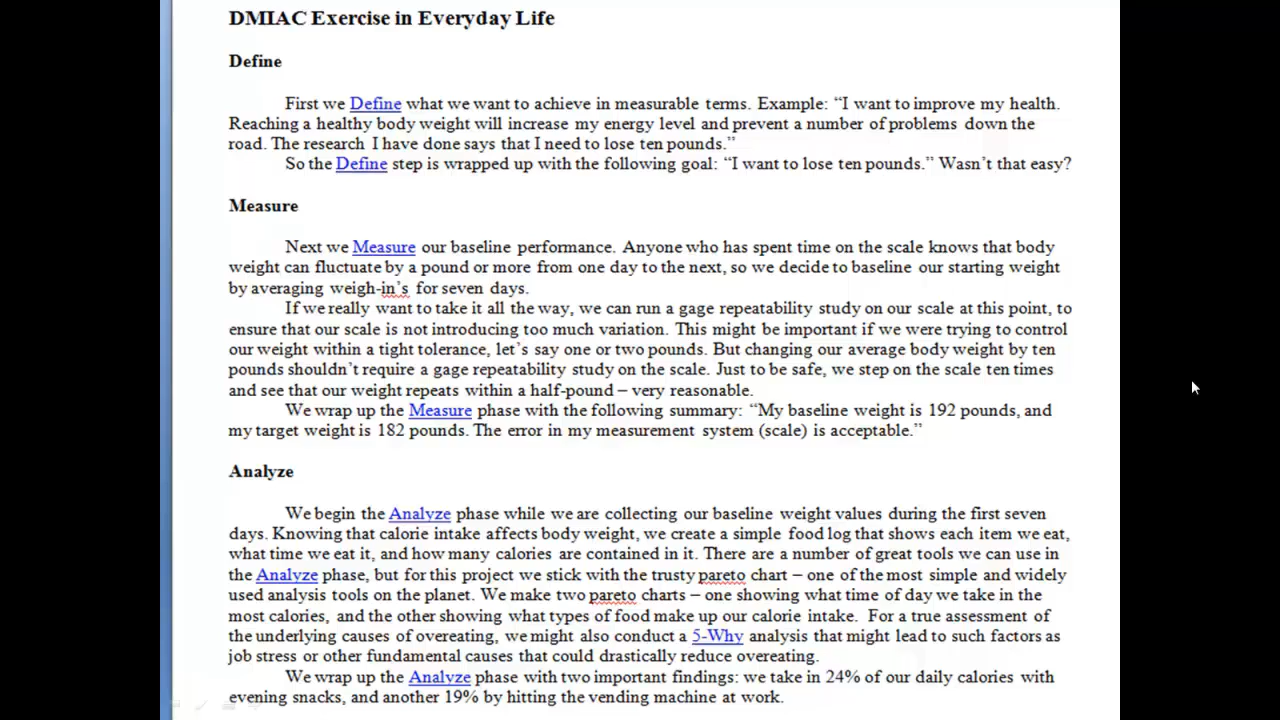 DMIAC Exercise in Everyday Life
Define
First we Define what we want to achieve in measurable terms. Example: “I want to improve my health.
Reaching a healthy body weight will increase my energy level and prevent a number of problems down the
road. The research I have done says that I need to lose ten pounds.”
So the Define step is wrapped up with the following goal: “I want to lose ten pounds.” Wasn’t that easy?
Measure
Next we Measure our baseline performance. Anyone who has spent time on the scale knows that body
weight can fluctuate by a pound or more from one day to the next, so we decide to baseline our starting weight
by averaging weigh-in’s for seven days.
If we really want to take it all the way, we can run a gage repeatability study on our scale at this point, to
ensure that our scale is not introducing too much variation. This might be important if we were trying to control
our weight within a tight tolerance, let’s say one or two pounds. But changing our average body weight by ten
pounds shouldn’t require a gage repeatability study on the scale. Just to be safe, we step on the scale ten times
and see that our weight repeats within a half-pound – very reasonable.
We wrap up the Measure phase with the following summary: “My baseline weight is 192 pounds, and
my target weight is 182 pounds. The error in my measurement system (scale) is acceptable.”
Analyze
We begin the Analyze phase while we are collecting our baseline weight values during the first seven
days. Knowing that calorie intake affects body weight, we create a simple food log that shows each item we eat,
what time we eat it, and how many calories are contained in it. There are a number of great tools we can use in
the Analyze phase, but for this project we stick with the trusty pareto chart – one of the most simple and widely
used analysis tools on the planet. We make two pareto charts – one showing what time of day we take in the
most calories, and the other showing what types of food make up our calorie intake. For a true assessment of
the underlying causes of overeating, we might also conduct a 5-Why analysis that might lead to such factors as
job stress or other fundamental causes that could drastically reduce overeating.
We wrap up the Analyze phase with two important findings: we take in 24% of our daily calories with
evening snacks, and another 19% by hitting the vending machine at work.